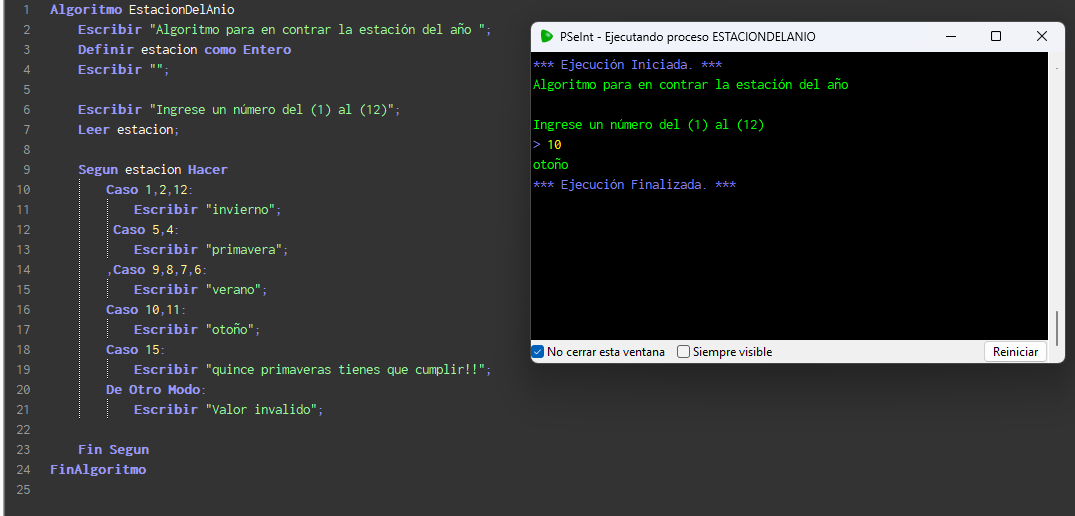 1 Algoritmo EstacionDelAnio
2 Escribir "Algoritmo para en contrar la estación del año ";
3 Definir estacion como Entero
4 Escribir "";
5
6 Escribir "Ingrese un número del (1) al (12)";
7 Leer estacion;
8
9 Segun estacion Hacer
10 Caso 1,2,12:
11 Escribir "invierno";
12 Caso 5,4:
13 Escribir "primavera";
14 ,Caso 9,8,7,6:
15 Escribir "verano";
16 Caso 10,11:
17 Escribir "otoño";
18 Caso 15:
19 Escribir "quince primaveras tienes que cumplir!!";
20 De Otro Modo:
21 Escribir "Valor invalido";
22
23 Fin Segun
24 FinAlgoritmo
25
PSeInt - Ejecutando proceso ESTACIONDELANIO
*** Ejecución Iniciada. ***
Algoritmo para en contrar la estación del año
Ingrese un número del (1) al (12)
> 10
otoño
*** Ejecución Finalizada. ***
No cerrar esta ventana Siempre visible Reiniciar